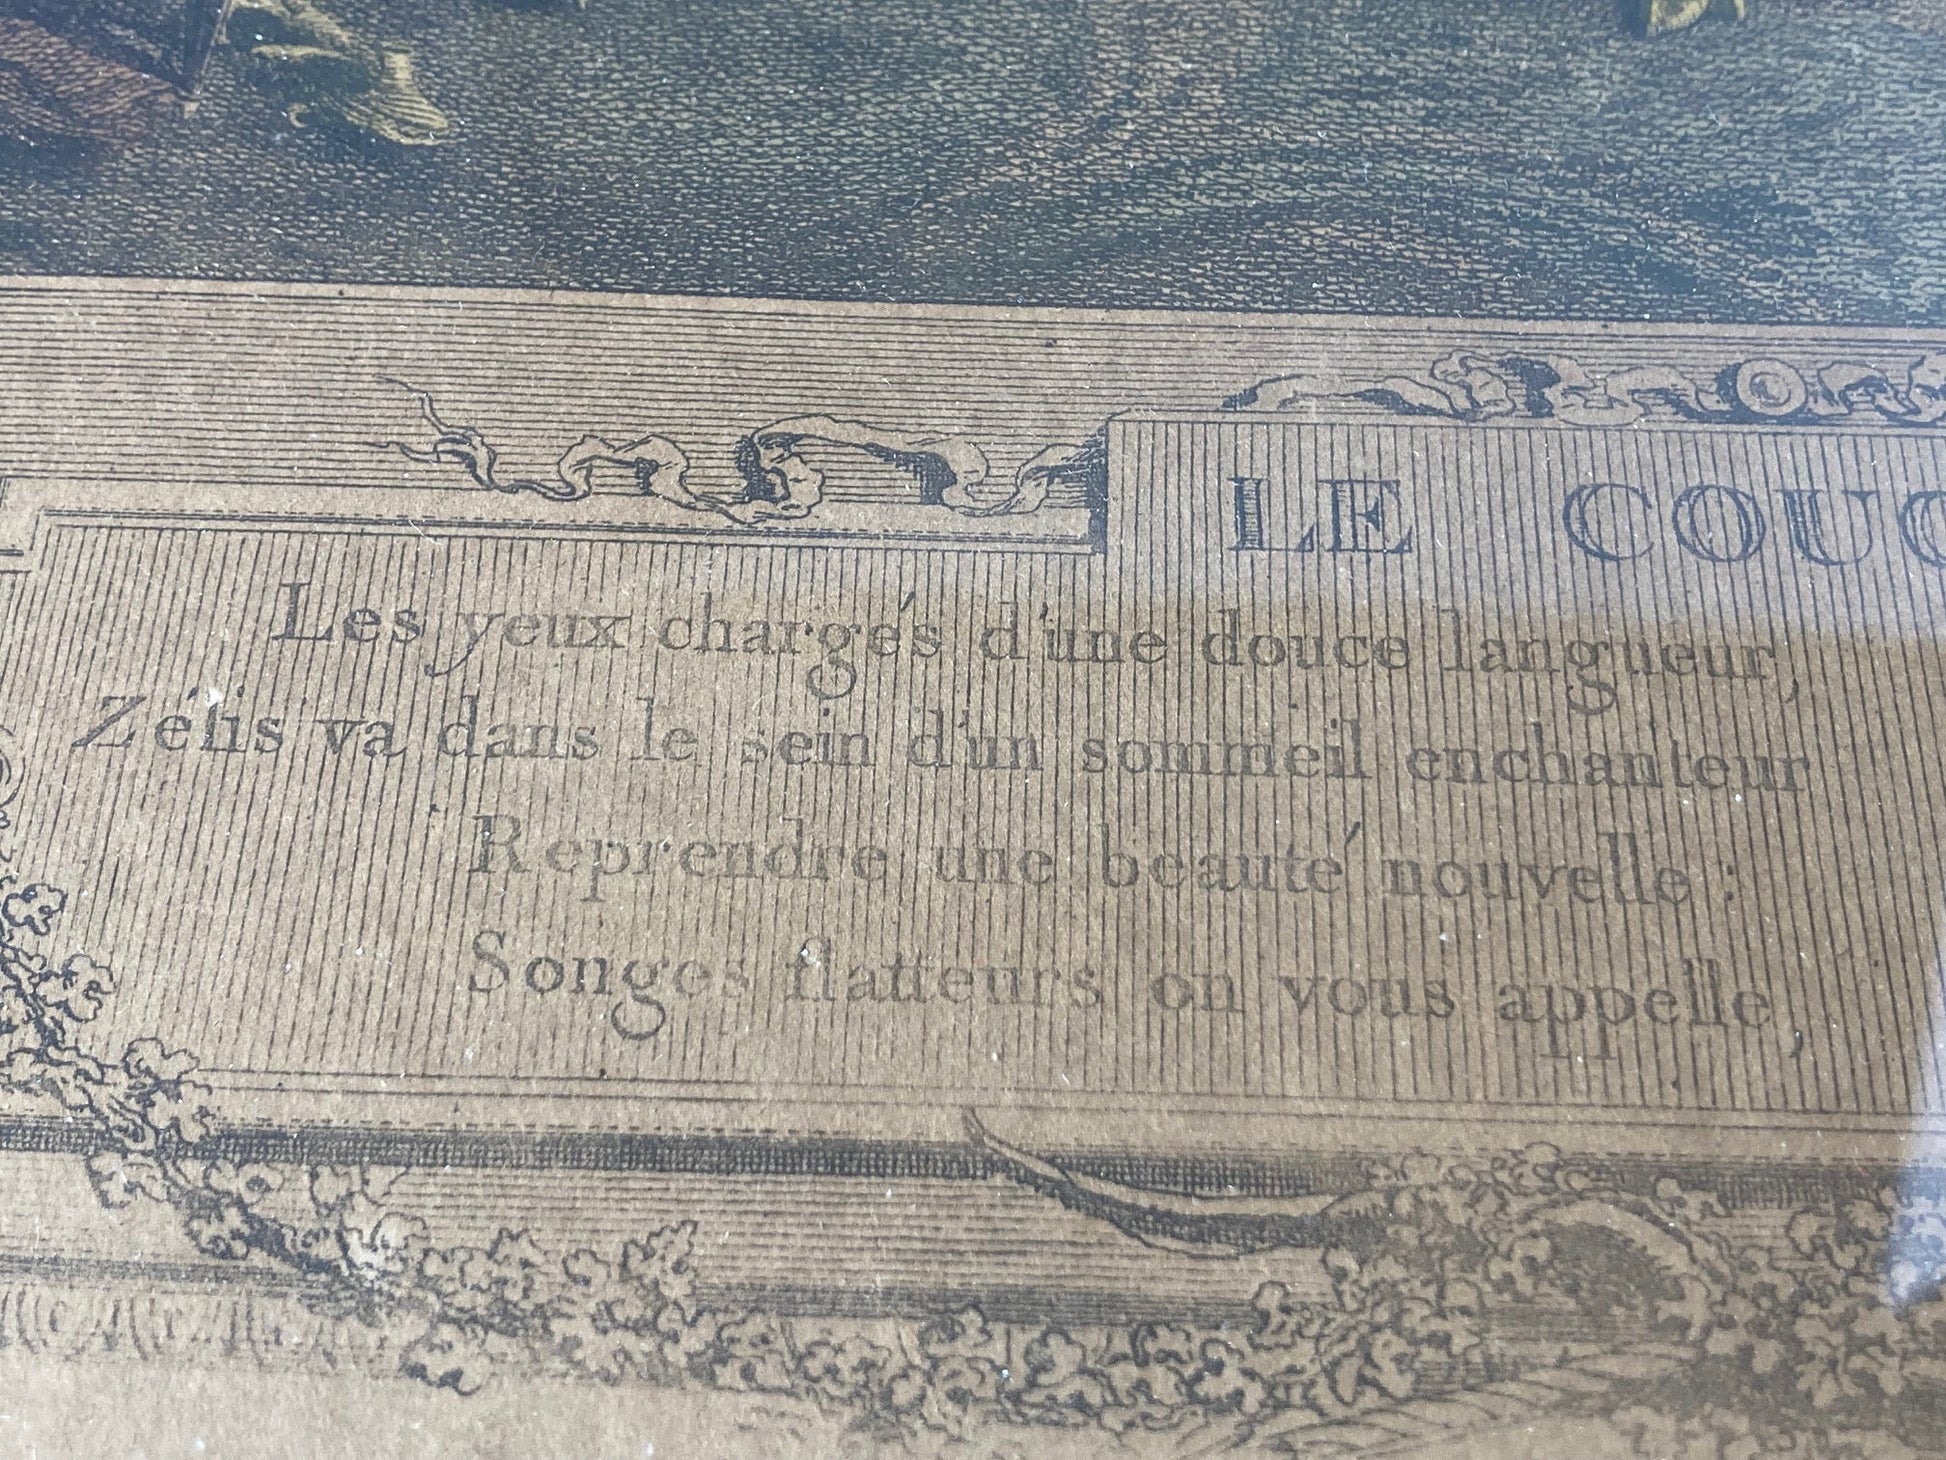 LE COUC
Les yeux chargés d'une douce langueur,
Zélis va dans le sein d'un sommeil enchanteur
Reprendre une beauté nouvelle :
Songes flatteurs on vous appelle,